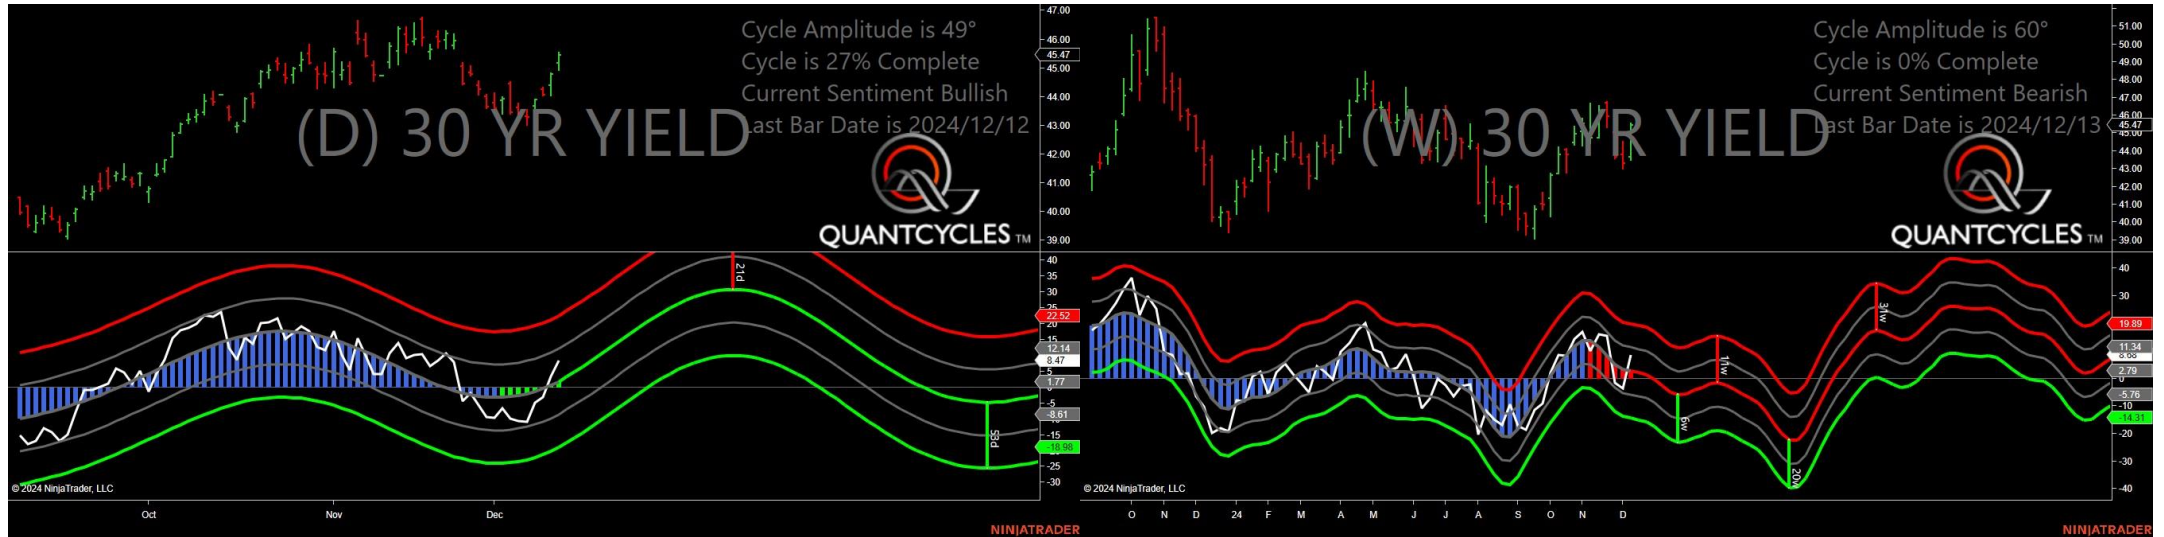 Cycle Amplitude is 49°
Cycle is 27% Complete
Current Sentiment Bullish
Last Bar Date is 2024/12/12
(D) 30 YR YIELD
QUANTCYCLES TM
47.00
46.00
45.47
45.00
44.00
43.00
42.00
41.00
40.00
39.00
21d
53d
40
35
30
25
22.52
20
15
12.14
8.47
5
1.77
-5
-8.61
-15
-18.98
-25
-30
© 2024 NinjaTrader, LLC
Oct
Nov
Dec
NINJATRADER
Cycle Amplitude is 60°
Cycle is 0% Complete
Current Sentiment Bearish
Last Bar Date is 2024/12/13
(W) 30 YR YIELD
QUANTCYCLES TM
51.00
50.00
49.00
48.00
47.00
46.00
45.47
45.00
44.00
43.00
42.00
41.00
40.00
39.00
6w
11w
20w
31w
40
30
19.89
11.34
2.79
0
-5.76
-10
-14.31
-20
-30
-40
© 2024 NinjaTrader, LLC
O N D 24 F M A M J J A S O N D
NINJATRADER